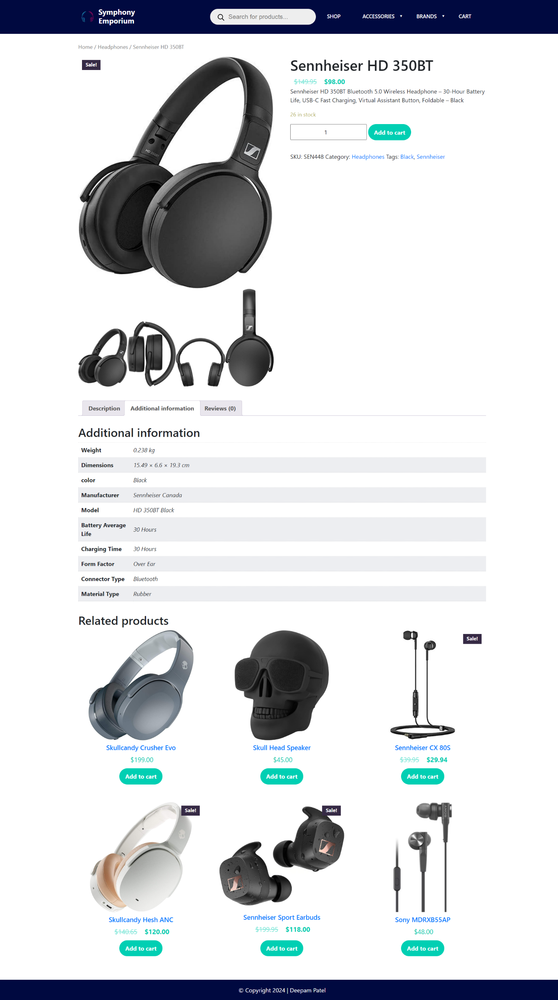 Symphony
Emporium
Search for products...
SHOP
ACCESSORIES ▼
BRANDS ▼
CART
Home / Headphones / Sennheiser HD 350BT
Sale!
HD 350BT
Sennheiser HD 350BT
$149.95 $98.00
Sennheiser HD 350BT Bluetooth 5.0 Wireless Headphone – 30-Hour Battery
Life, USB-C Fast Charging, Virtual Assistant Button, Foldable – Black
26 in stock
1
Add to cart
SKU: SEN448 Category: Headphones Tags: Black, Sennheiser
Description
Additional information
Reviews (0)
Additional information
Weight 0.238 kg
Dimensions 15.49 × 6.6 × 19.3 cm
color Black
Manufacturer Sennheiser Canada
Model HD 350BT Black
Battery Average
Life
30 Hours
Charging Time 30 Hours
Form Factor Over Ear
Connector Type Bluetooth
Material Type Rubber
Related products
Skullcandy Crusher Evo
$199.00
Add to cart
Skull Head Speaker
$45.00
Add to cart
Sale!
Sennheiser CX 80S
$39.95 $29.94
Add to cart
Sale!
Skullcandy Hesh ANC
$140.65 $120.00
Add to cart
Sale!
Sennheiser Sport Earbuds
$199.95 $118.00
Add to cart
SONY
Sony MDRXB55AP
$48.00
Add to cart
© Copyright 2024 | Deepam Patel